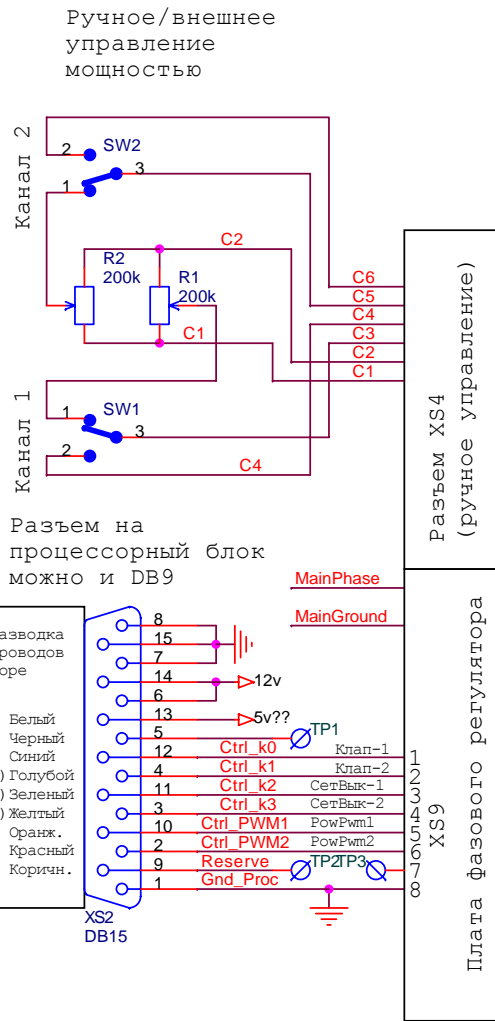 Ручное/внешнее
управление
мощностью
Канал 2
2
SW2
3
1
C2
R2
200k
R1
200k
C1
C6
C5
C4
C3
C2
C1
Канал 1
1
SW1
3
2
C4
Разъем XS4
(ручное управление)
Разъем на
процессорный блок
можно и DB9
MainPhase
MainGround
азводка
роводов
оре
8
15
7
14
12v
6
Белый
13
5v??
Черный
5
TP1
Синий
12
Ctrl_k0
Клап-1
1
)Голубой
4
Ctrl_k1
Клап-2
2
)Зеленый
11
Ctrl_k2
СетВык-1
3
)Желтый
3
Ctrl_k3
СетВык-2
4
Оранж.
10
Ctrl_PWM1
PowPwm1
5
Красный
2
Ctrl_PWM2
PowPwm2
6
Коричн.
9
Reserve
TP2
TP3
7
1
Gnd_Proc
8
XS9
Плата фазового регулятора
XS2
DB15